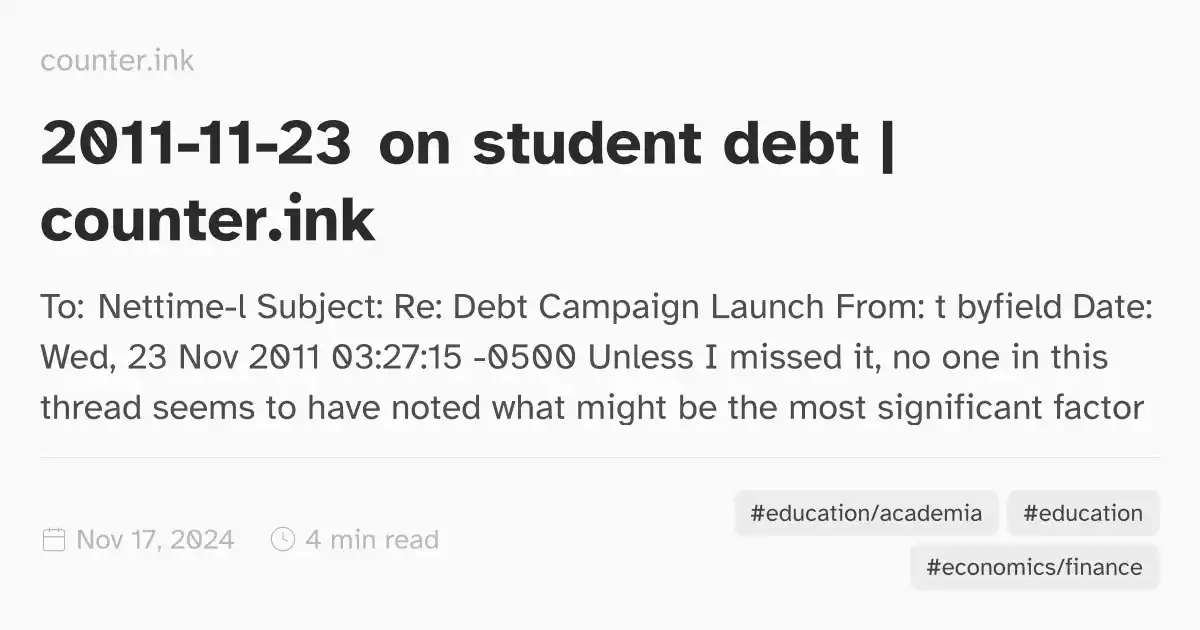 counter.ink
2011-11-23 on student debt |
counter.ink
To: Nettime-l Subject: Re: Debt Campaign Launch From: t byfield Date:
Wed, 23 Nov 2011 03:27:15 -0500 Unless I missed it, no one in this
thread seems to have noted what might be the most significant factor
Nov 17, 2024
4 min read
#education/academia
#education
#economics/finance